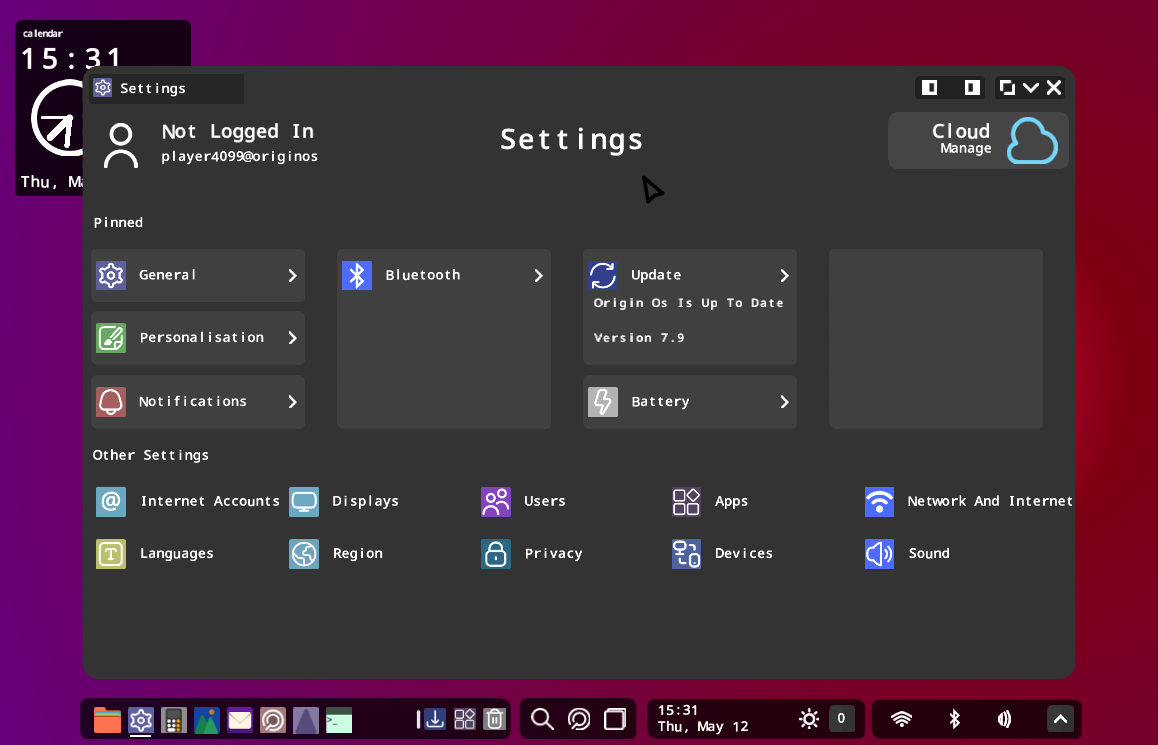 calendar
15:31
Thu, Ma
Settings
Not Logged In
player4099@originos
Settings
Cloud
Manage
Pinned
General
Bluetooth
Update
Origin Os Is Up To Date
Version 7.9
Personalisation
Notifications
Battery
Other Settings
@
Internet Accounts
Displays
Users
Apps
Network And Internet
T
Languages
Region
Privacy
Devices
Sound
>_
15:31
Thu, May 12
0